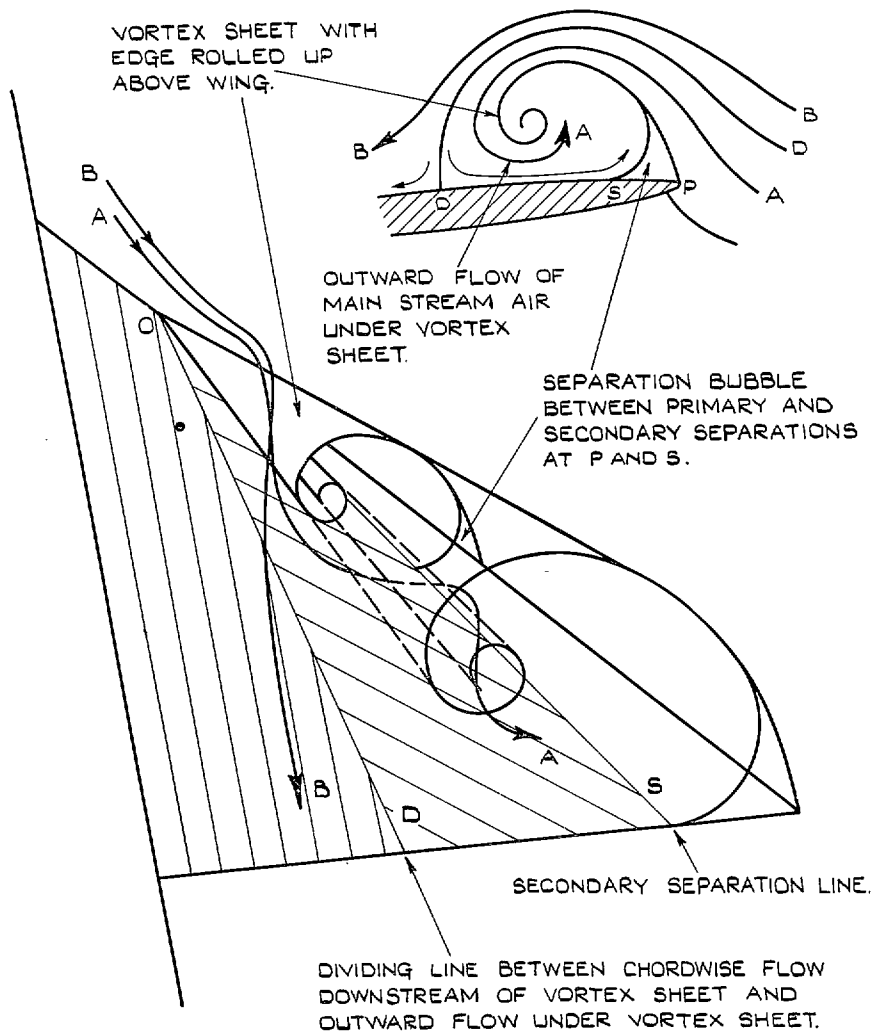 VORTEX SHEET WITH
EDGE ROLLED UP
ABOVE WING.
B
D
A
B
A
D
S
P
B
A
OUTWARD FLOW OF
MAIN STREAM AIR
UNDER VORTEX
SHEET.
O
SEPARATION BUBBLE
BETWEEN PRIMARY AND
SECONDARY SEPARATIONS
AT P AND S.
A
B
D
S
SECONDARY SEPARATION LINE.
DIVIDING LINE BETWEEN CHORDWISE FLOW
DOWNSTREAM OF VORTEX SHEET AND
OUTWARD FLOW UNDER VORTEX SHEET.